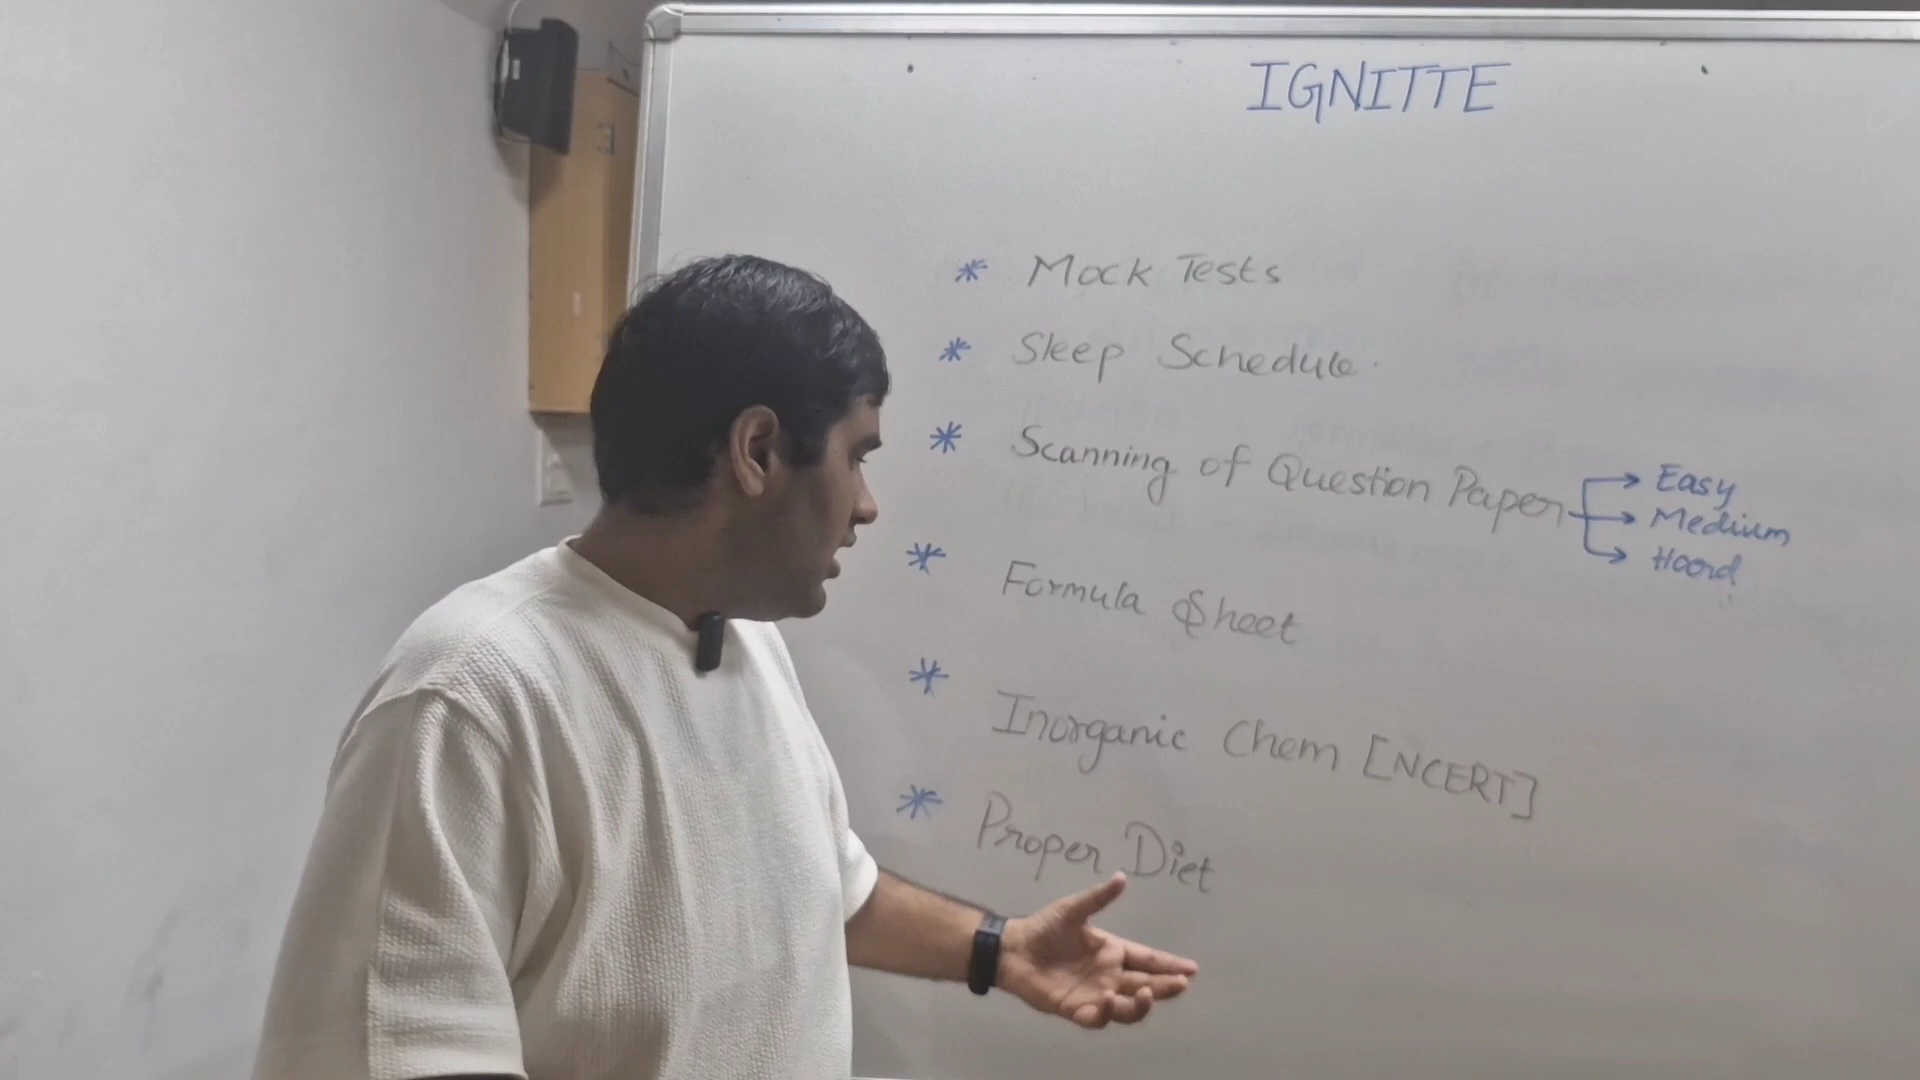 IGNITTE
* Mock Tests
* Sleep Schedule.
* Scanning of Question Paper → Easy
→ Medium
→ Hard
* Formula Sheet
* Inorganic Chem [NCERT]
* Proper Diet